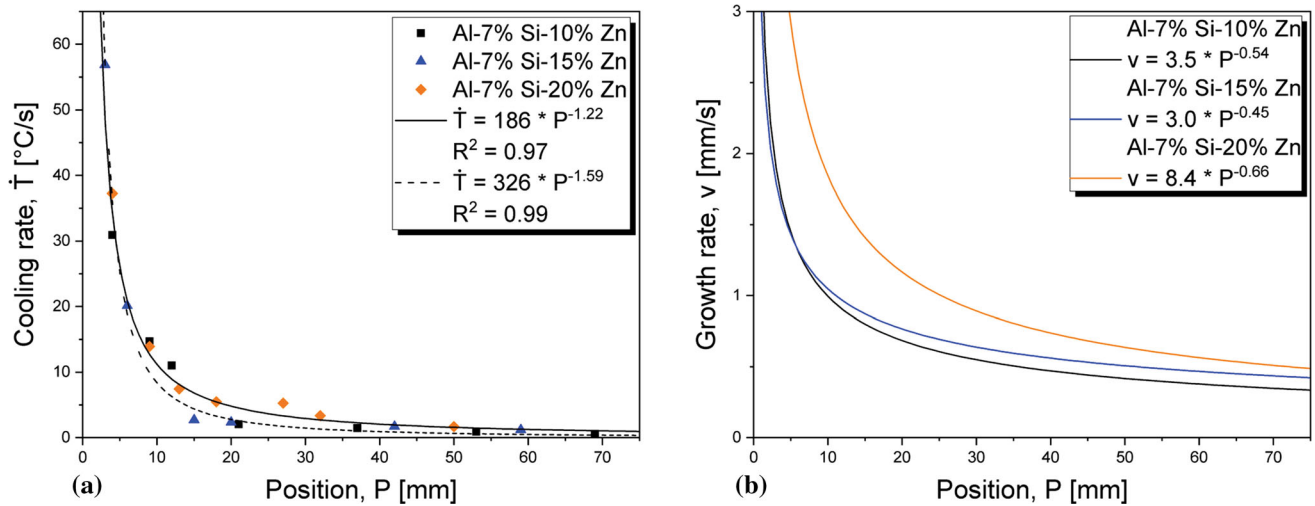 Cooling rate, Ṫ [°C/s]
60
50
40
30
20
10
0
Al-7% Si-10% Zn
Al-7% Si-15% Zn
Al-7% Si-20% Zn
Ṫ = 186 * P^-1.22
R² = 0.97
Ṫ = 326 * P^-1.59
R² = 0.99
0 10 20 30 40 50 60 70
(a)
Position, P [mm]
Growth rate, v [mm/s]
3
2
1
0
Al-7% Si-10% Zn
v = 3.5 * P^-0.54
Al-7% Si-15% Zn
v = 3.0 * P^-0.45
Al-7% Si-20% Zn
v = 8.4 * P^-0.66
0 10 20 30 40 50 60 70
(b)
Position, P [mm]